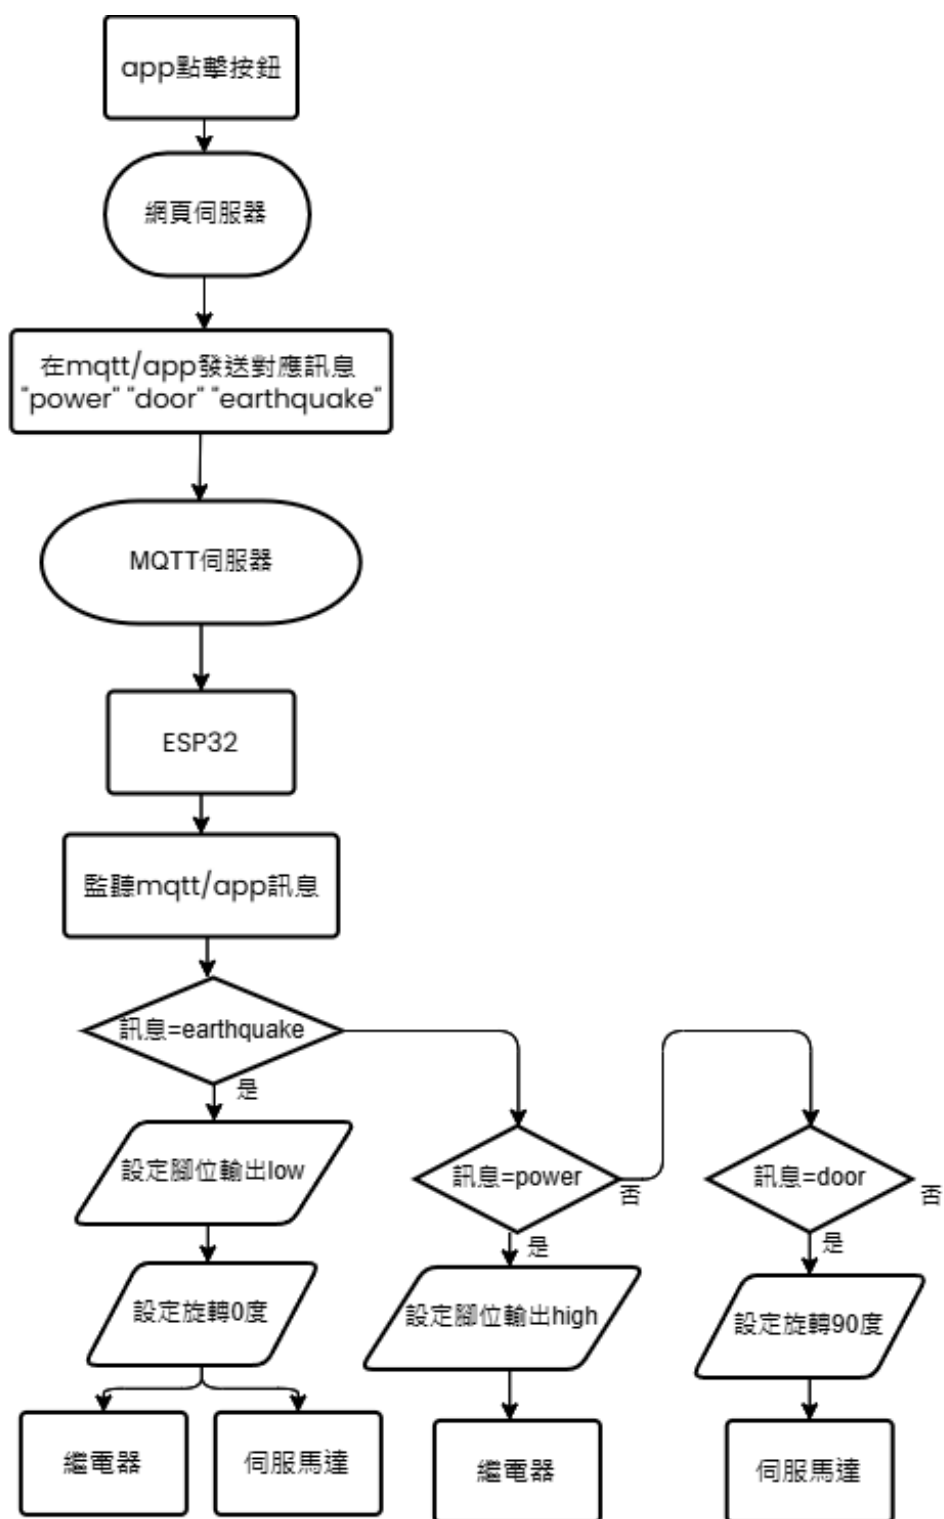 app點擊按鈕
網頁伺服器
在mqtt/app發送對應訊息
"power" "door" "earthquake"
MQTT伺服器
ESP32
監聽mqtt/app訊息
訊息=earthquake
是
設定腳位輸出low
設定旋轉0度
繼電器
伺服馬達
訊息=power
否
是
設定腳位輸出high
繼電器
訊息=door
否
是
設定旋轉90度
伺服馬達